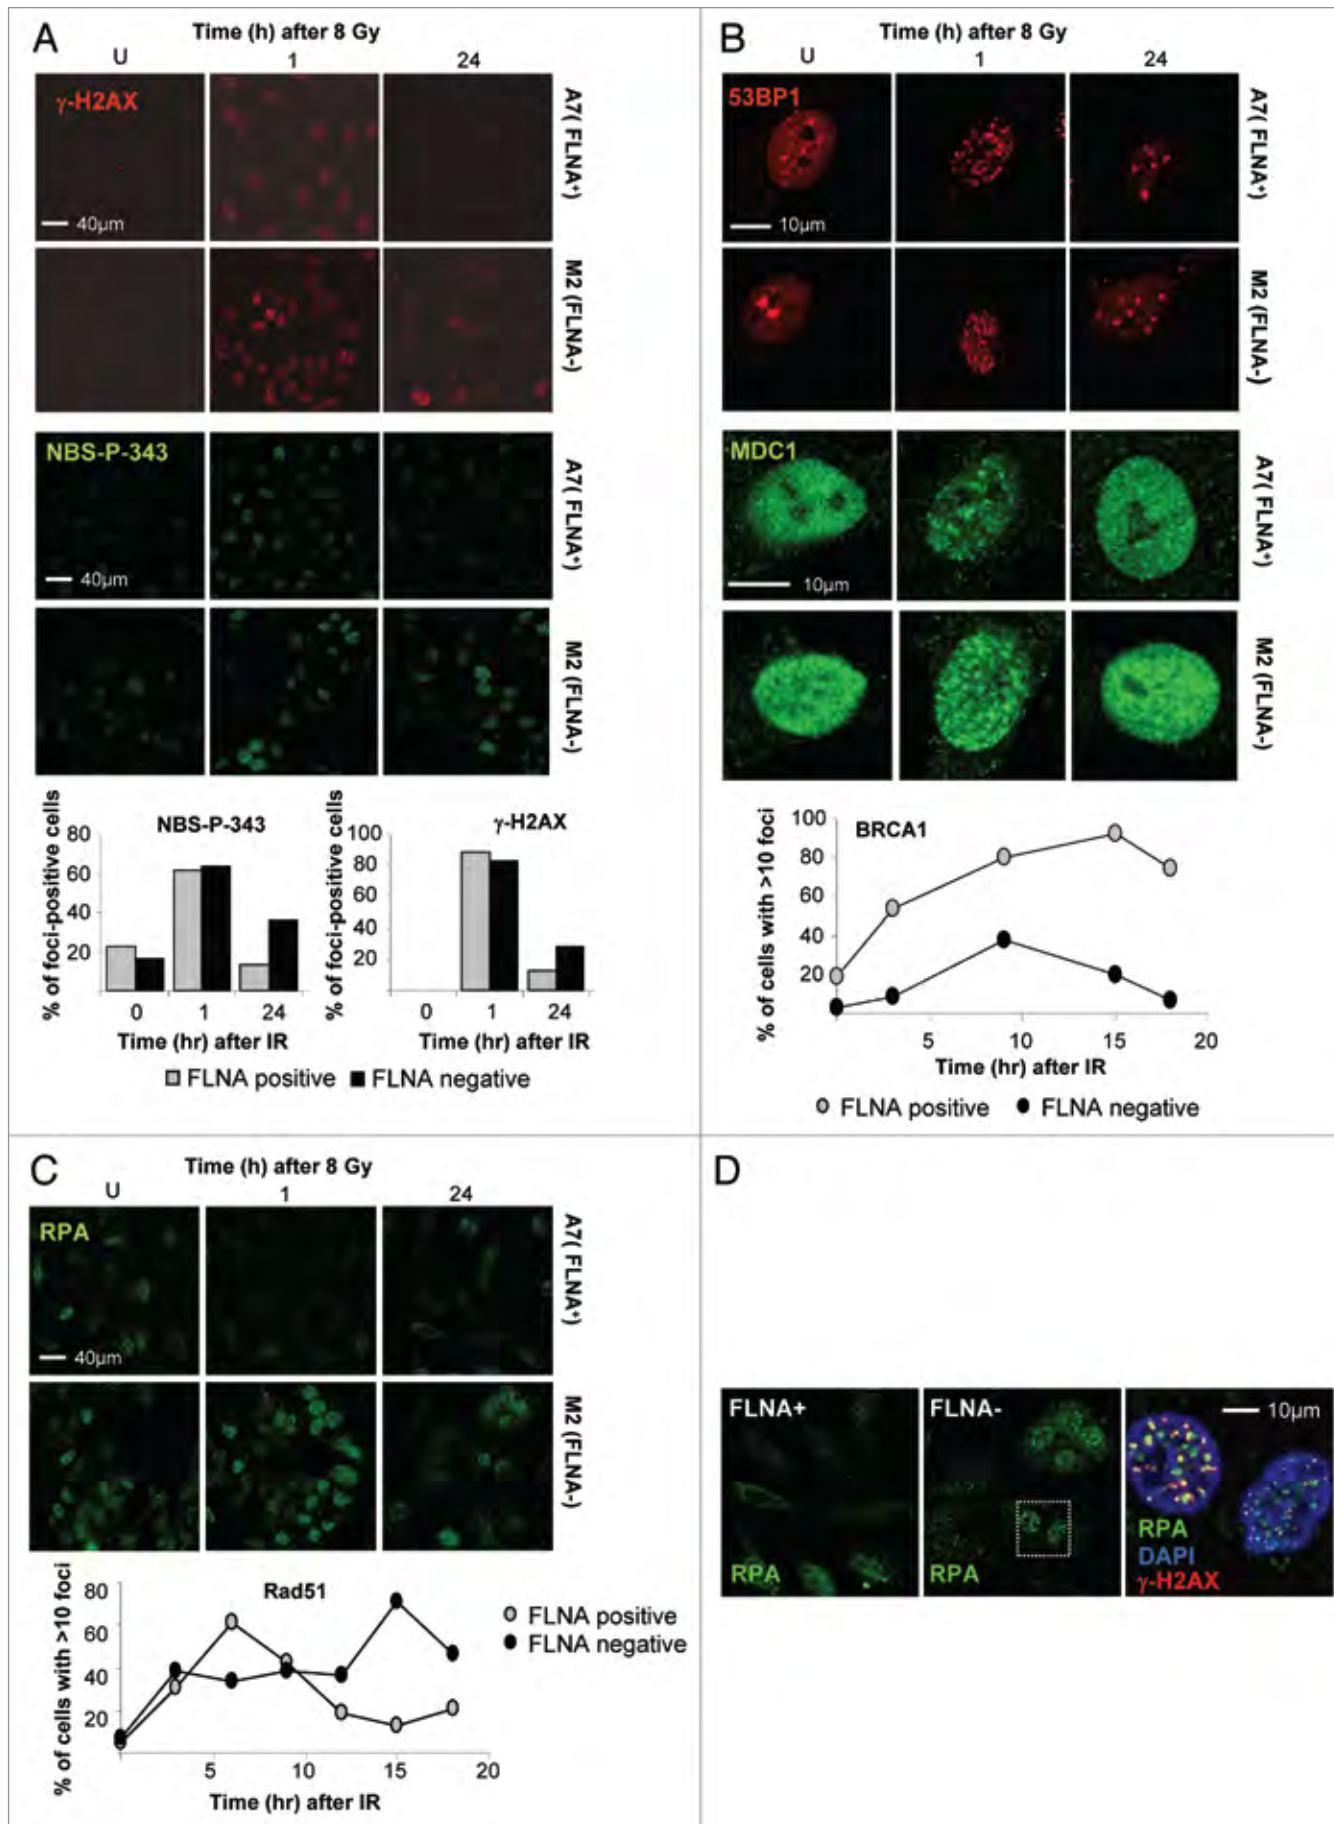 A
Time (h) after 8 Gy
U 1 24
γ-H2AX
40µm
A7( FLNA⁺)
M2 (FLNA-)
NBS-P-343
40µm
A7( FLNA⁺)
M2 (FLNA-)
% of foci-positive cells
NBS-P-343
80
60
40
20
0 1 24
Time (hr) after IR
% of foci-positive cells
γ-H2AX
100
80
60
40
20
0 1 24
Time (hr) after IR
FLNA positive FLNA negative
B
Time (h) after 8 Gy
U 1 24
53BP1
10µm
A7( FLNA⁺)
M2 (FLNA-)
MDC1
10µm
A7( FLNA⁺)
M2 (FLNA-)
% of cells with >10 foci
BRCA1
100
80
60
40
20
5 10 15 20
Time (hr) after IR
FLNA positive FLNA negative
C
Time (h) after 8 Gy
U 1 24
RPA
40µm
A7( FLNA⁺)
M2 (FLNA-)
% of cells with >10 foci
Rad51
80
60
40
20
5 10 15 20
Time (hr) after IR
FLNA positive
FLNA negative
D
FLNA+
RPA
FLNA-
RPA
10µm
RPA
DAPI
γ-H2AX